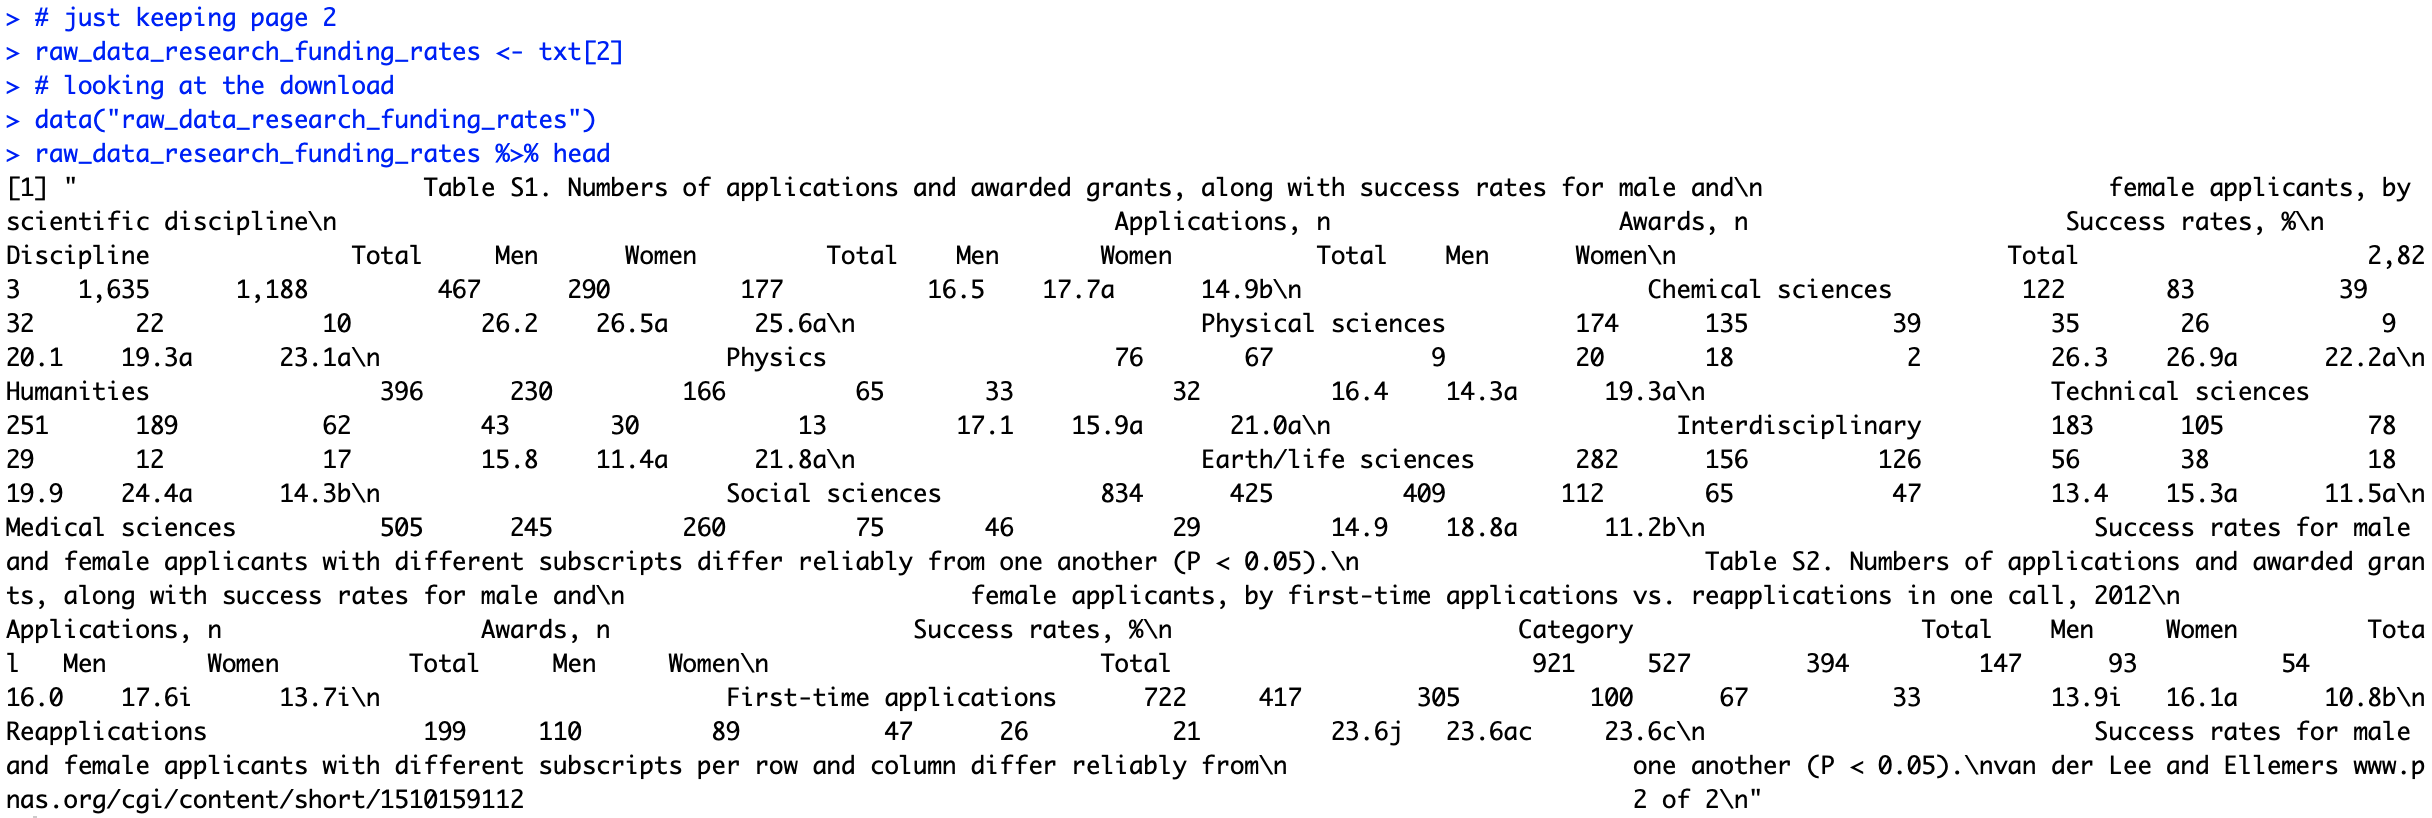 > # just keeping page 2
> raw_data_research_funding_rates <- txt[2]
> # looking at the download
> data("raw_data_research_funding_rates")
> raw_data_research_funding_rates %>% head
[1] "                        Table S1. Numbers of applications and awarded grants, along with success rates for male and\n                        female applicants, by
scientific discipline\n                                                      Applications, n                    Awards, n                      Success rates, %\n
Discipline              Total     Men      Women         Total    Men       Women          Total    Men      Women\n                       Total                    2,82
3    1,635      1,188         467      290         177          16.5    17.7a       14.9b\n                        Chemical sciences         122       83          39
32       22           10          26.2    26.5a      25.6a\n                        Physical sciences         174      135            39          35       26            9
20.1    19.3a      23.1a\n                        Physics                    76       67             9         20       18            2         26.3    26.9a      22.2a\n
Humanities                396      230         166         65       33           32         16.4    14.3a      19.3a\n                        Technical sciences
251       189          62         43       30           13         17.1    15.9a      21.0a\n                        Interdisciplinary         183      105          78
29       12           17         15.8    11.4a      21.8a\n                        Earth/life sciences       282      156         126          56       38            18
19.9    24.4a      14.3b\n                        Social sciences           834      425         409        112       65           47         13.4    15.3a      11.5a\n
Medical sciences          505      245         260         75       46           29         14.9    18.8a      11.2b\n                           Success rates for male
and female applicants with different subscripts differ reliably from one another (P < 0.05).\n                        Table S2. Numbers of applications and awarded gran
ts, along with success rates for male and\n                        female applicants, by first-time applications vs. reapplications in one call, 2012\n
Applications, n                  Awards, n                     Success rates, %\n                        Category                    Total    Men     Women         Tota
l   Men       Women         Total      Men     Women\n                       Total                         921     527        394         147     93          54
16.0    17.6i      13.7i\n                        First-time applications      722     417          305         100      67            33           13.9i   16.1a      10.8b\n
Reapplications               199     110         89          47      26          21         23.6j   23.6ac     23.6c\n                           Success rates for male
and female applicants with different subscripts per row and column differ reliably from\n                        one another (P < 0.05).\nvan der Lee and Ellemers www.p
nas.org/cgi/content/short/1510159112                                                                             2 of 2\n"